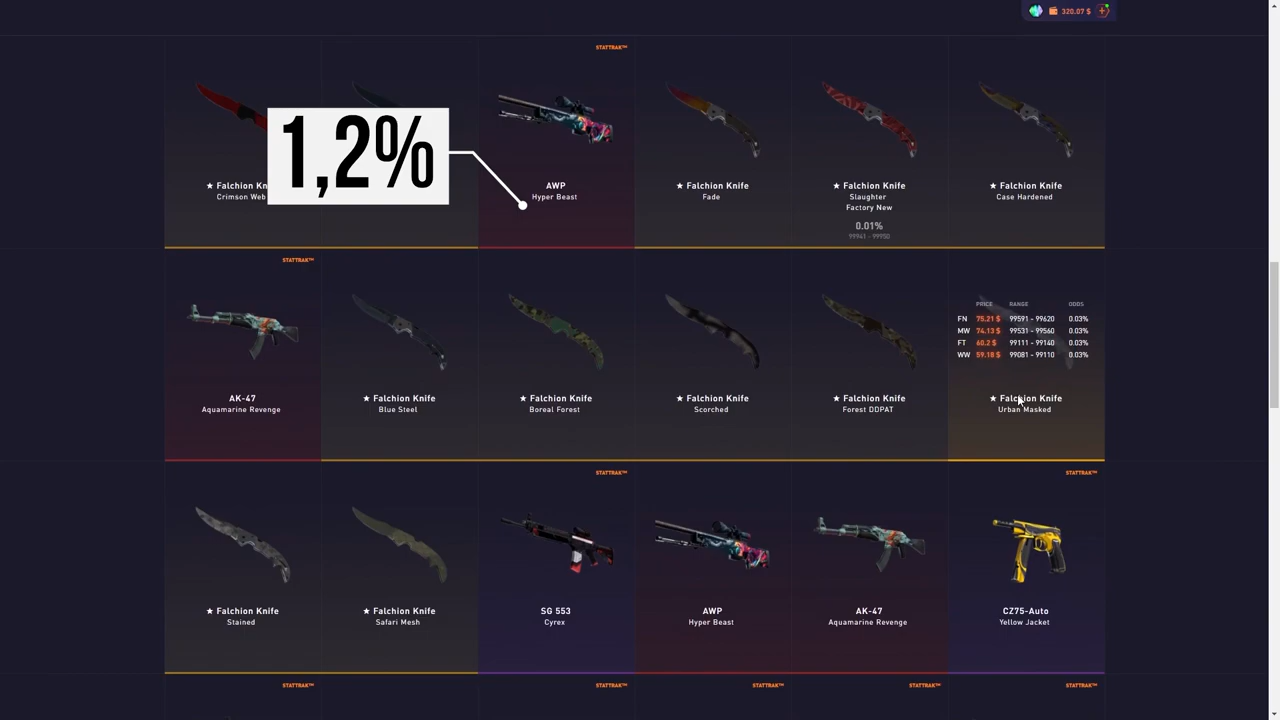 320.07 $
STATTRAK™
1,2%
★ Falchion Kn
Crimson Web
AWP
Hyper Beast
★ Falchion Knife
Fade
★ Falchion Knife
Slaughter
Factory New
0.01%
99941 - 99950
★ Falchion Knife
Case Hardened
STATTRAK™
AK-47
Aquamarine Revenge
★ Falchion Knife
Blue Steel
★ Falchion Knife
Boreal Forest
★ Falchion Knife
Scorched
★ Falchion Knife
Forest DDPAT
PRICE RANGE ODDS
FN 75.21 $ 99591 - 99620 0.03%
MW 74.13 $ 99531 - 99560 0.03%
FT 60.2 $ 99111 - 99140 0.03%
WW 59.18 $ 99081 - 99110 0.03%
★ Falchion Knife
Urban Masked
STATTRAK™ STATTRAK™
★ Falchion Knife
Stained
★ Falchion Knife
Safari Mesh
SG 553
Cyrex
AWP
Hyper Beast
AK-47
Aquamarine Revenge
CZ75-Auto
Yellow Jacket
STATTRAK™ STATTRAK™ STATTRAK™ STATTRAK™ STATTRAK™